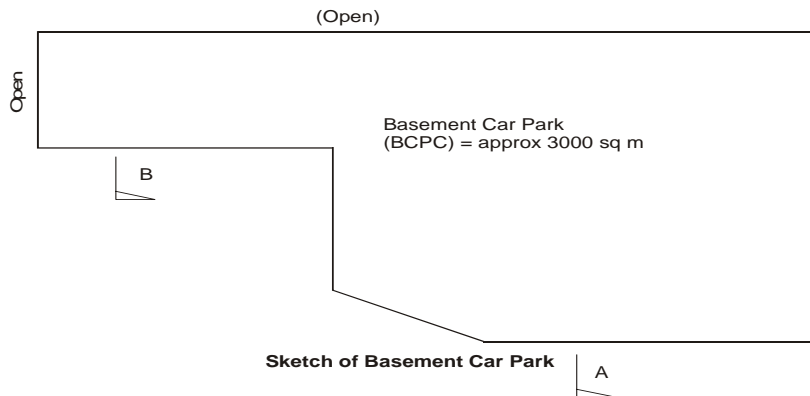 (Open)
Open
Basement Car Park
(BCPC) = approx 3000 sq m
B
Sketch of Basement Car Park
A